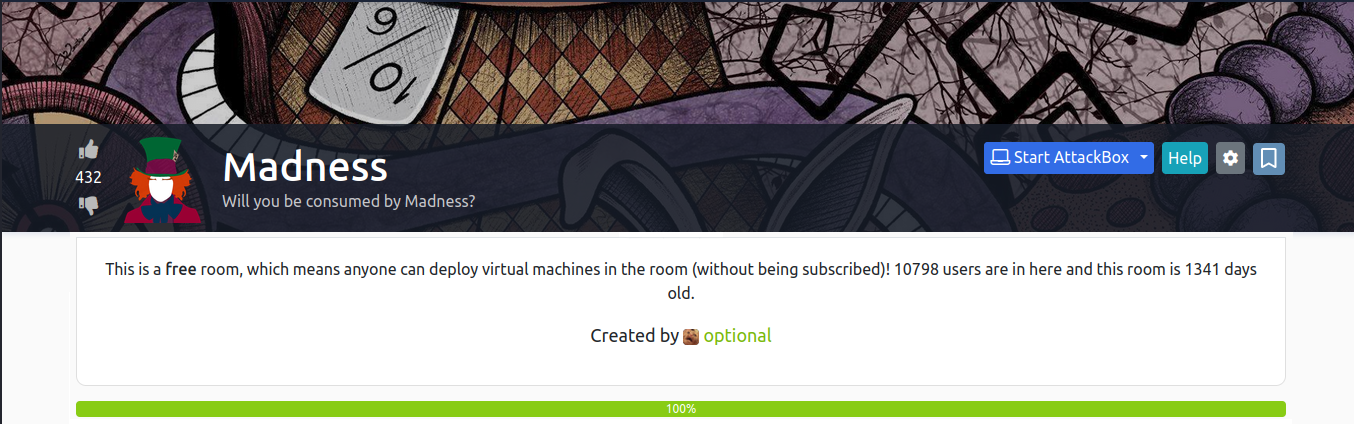 10/6
432
Madness
Will you be consumed by Madness?
Start AttackBox
Help
This is a free room, which means anyone can deploy virtual machines in the room (without being subscribed)! 10798 users are in here and this room is 1341 days
old.
Created by optional
100%